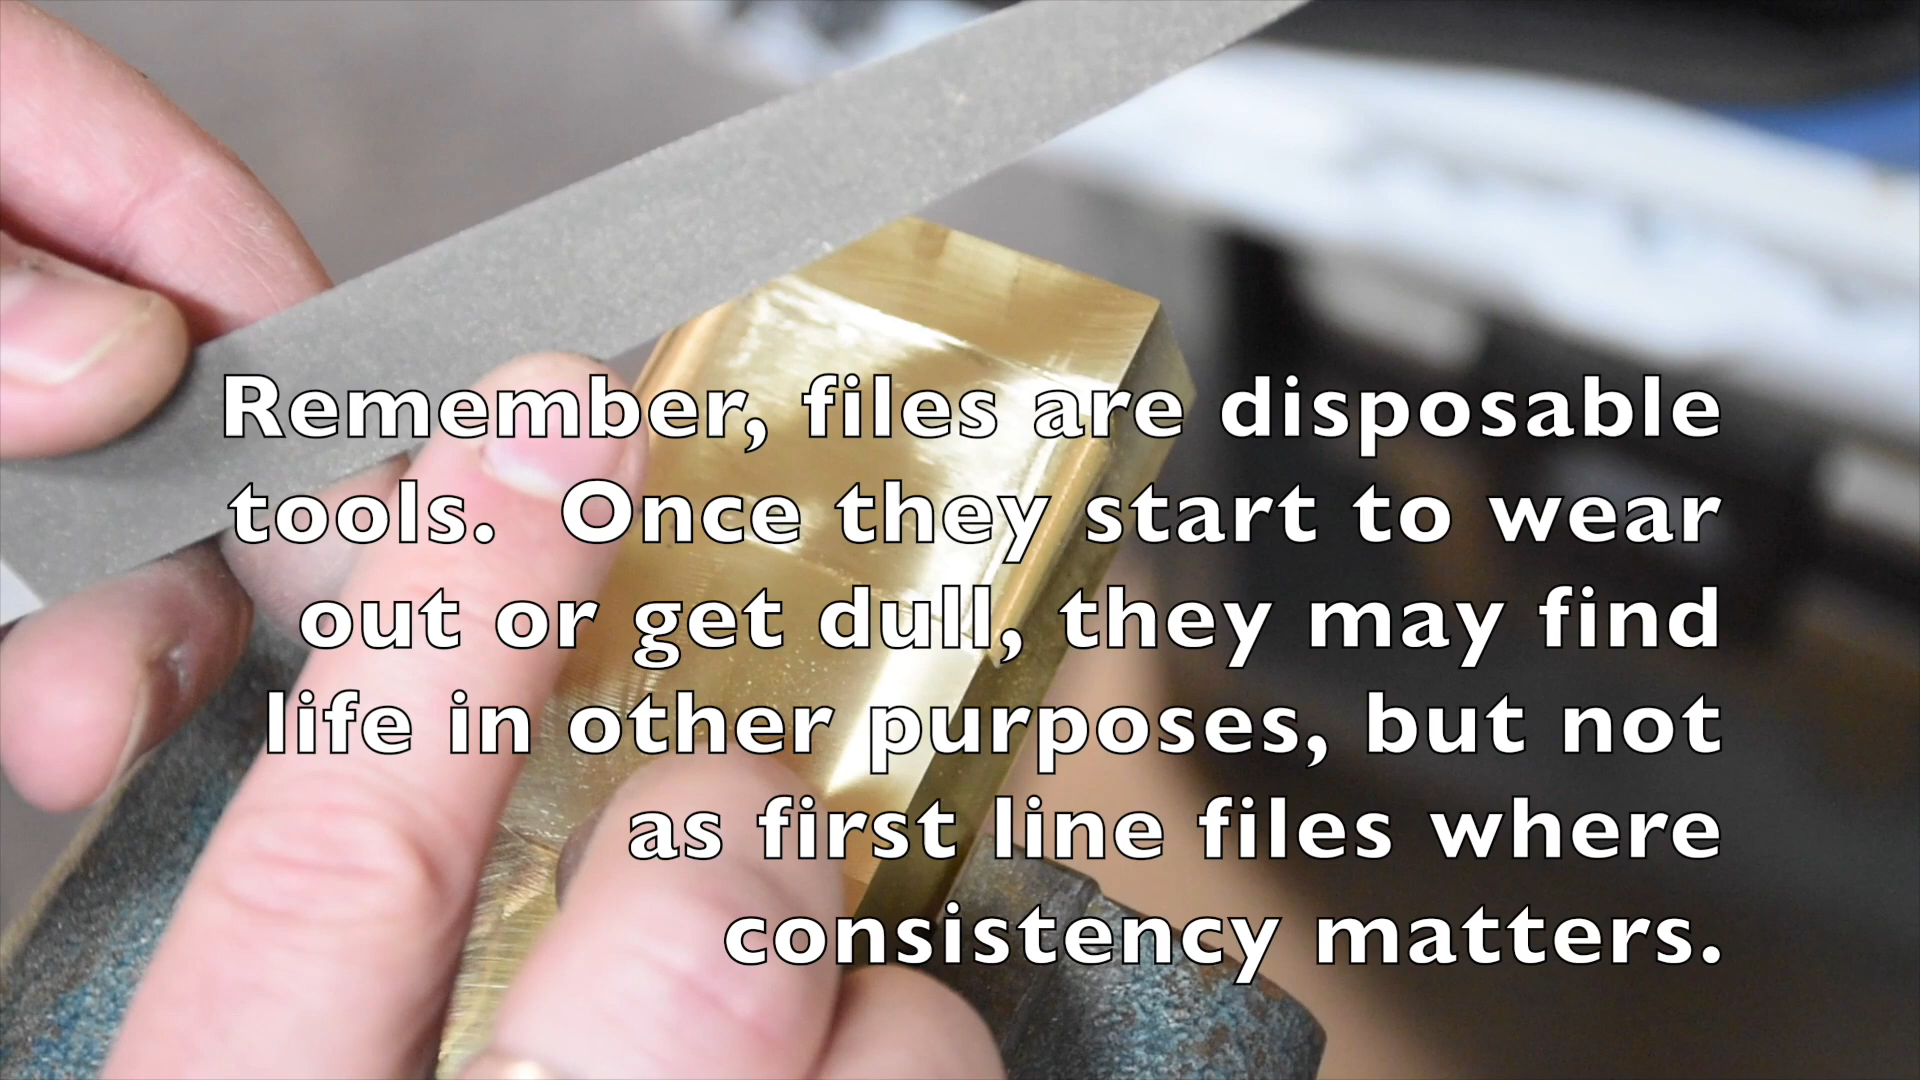 Remember, files are disposable
tools.  Once they start to wear
out or get dull, they may find
life in other purposes, but not
as first line files where
consistency matters.